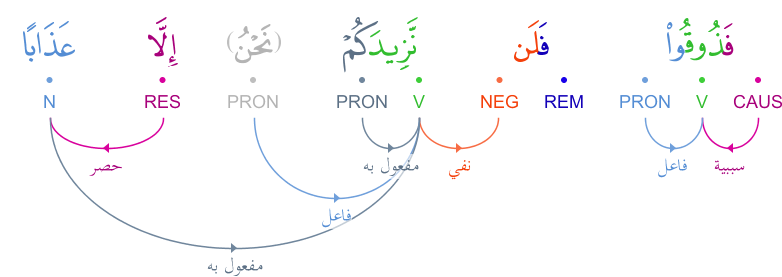 فَذُوقُوا۟ فَلَن نَّزِيدَكُمْ (نَحْنُ) إِلَّا عَذَابًا
CAUS V PRON REM NEG V PRON PRON RES N
سببية فاعل نفي مفعول به حصر
فاعل
مفعول به